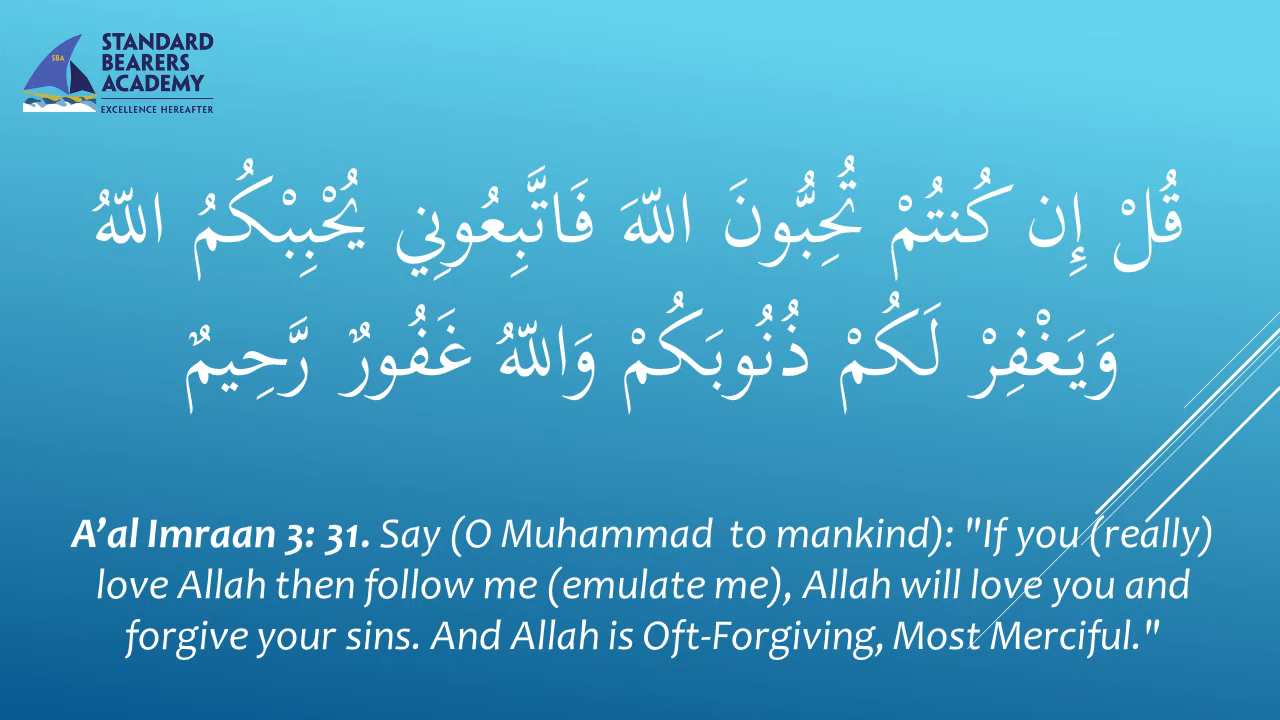 SBA
STANDARD
BEARERS
ACADEMY
EXCELLENCE HEREAFTER
قُلْ إِن كُنتُمْ تُحِبُّونَ اللّهَ فَاتَّبِعُونِي يُحْبِبْكُمُ اللّهُ
وَيَغْفِرْ لَكُمْ ذُنُوبَكُمْ وَاللّهُ غَفُورٌ رَّحِيمٌ
A’al Imraan 3: 31. Say (O Muhammad  to mankind): "If you (really)
love Allah then follow me (emulate me), Allah will love you and
forgive your sins. And Allah is Oft-Forgiving, Most Merciful."